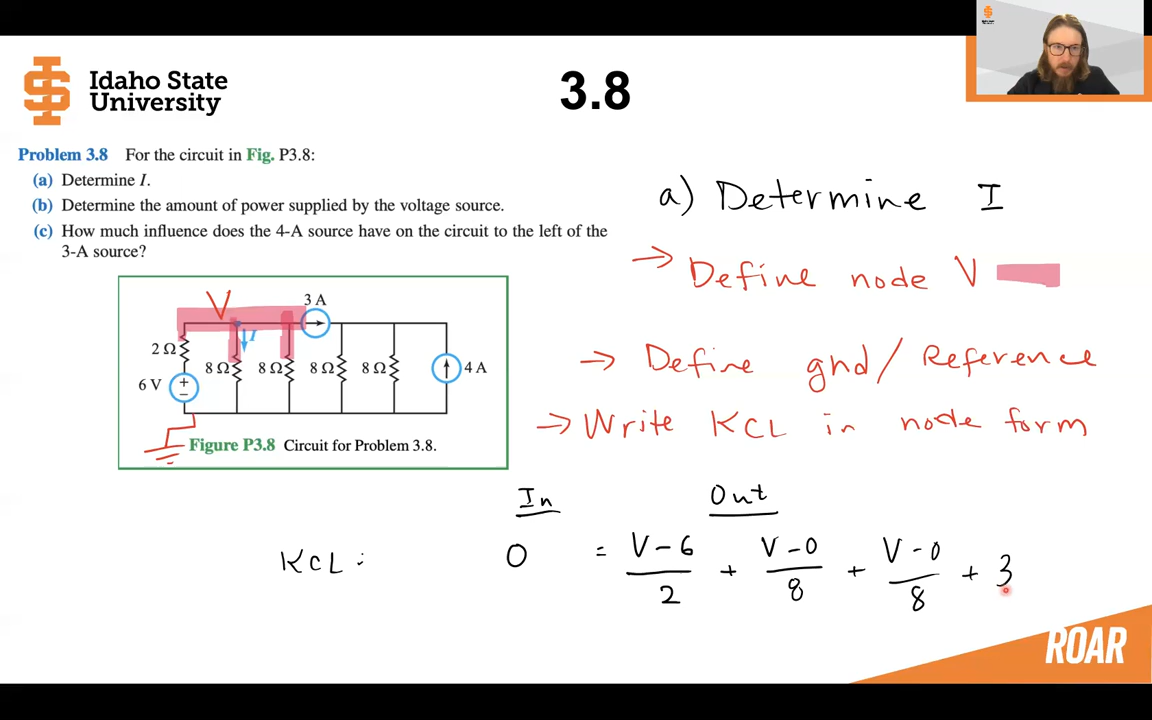 Idaho State
University
3.8
Problem 3.8 For the circuit in Fig. P3.8:
(a) Determine I.
(b) Determine the amount of power supplied by the voltage source.
(c) How much influence does the 4-A source have on the circuit to the left of the
3-A source?
V
3 A
I
2 Ω
8 Ω 8 Ω 8 Ω 8 Ω
4 A
6 V
+
−
Figure P3.8 Circuit for Problem 3.8.
a) Determine I
→ Define node V
→ Define gnd/Reference
→ Write KCL in node form
In Out
KCL: 0 = V-6/2 + V-0/8 + V-0/8 + 3
ROAR